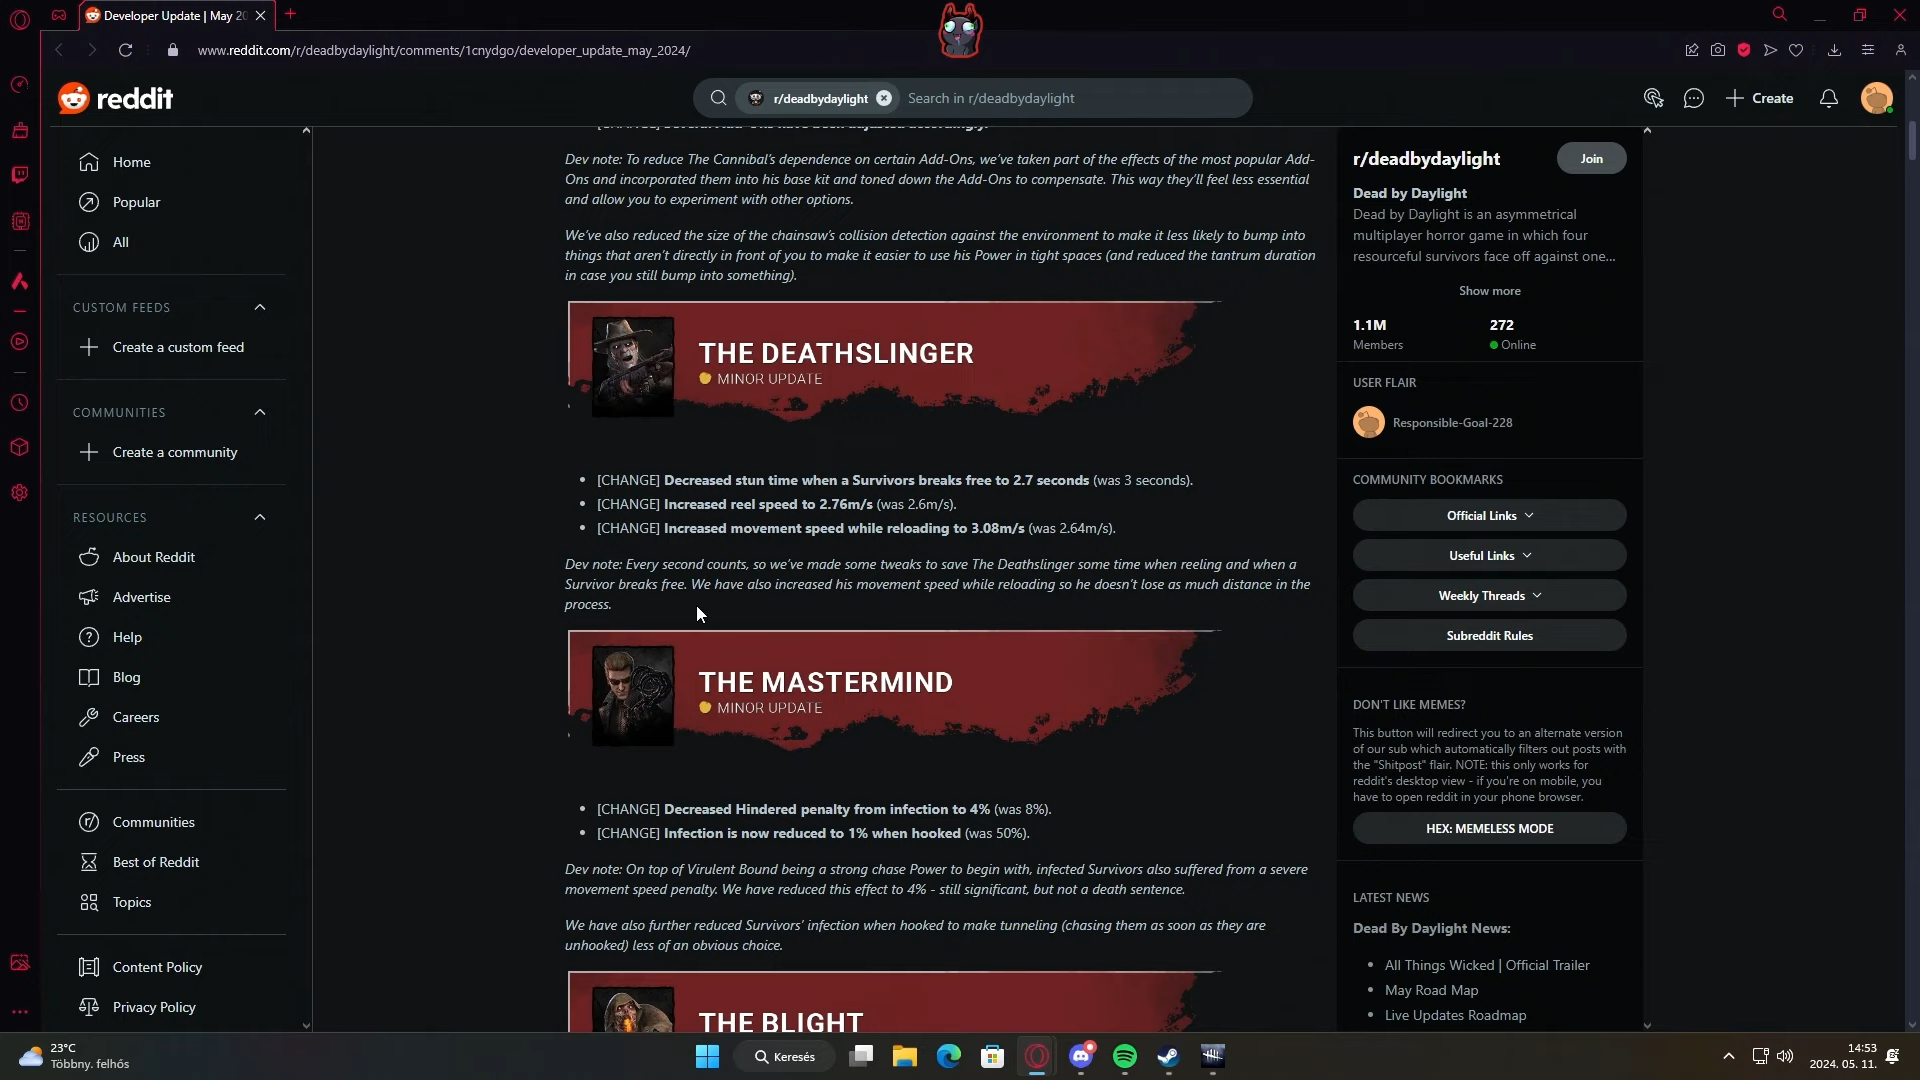 Developer Update | May 20
www.reddit.com/r/deadbydaylight/comments/1cnydgo/developer_update_may_2024/
reddit
r/deadbydaylight
Search in r/deadbydaylight
Create
Home
Popular
All
CUSTOM FEEDS
Create a custom feed
COMMUNITIES
Create a community
RESOURCES
About Reddit
Advertise
Help
Blog
Careers
Press
Communities
Best of Reddit
Topics
Content Policy
Privacy Policy
Dev note: To reduce The Cannibal's dependence on certain Add-Ons, we've taken part of the effects of the most popular Add-
Ons and incorporated them into his base kit and toned down the Add-Ons to compensate. This way they'll feel less essential
and allow you to experiment with other options.
We've also reduced the size of the chainsaw's collision detection against the environment to make it less likely to bump into
things that aren't directly in front of you to make it easier to use his Power in tight spaces (and reduced the tantrum duration
in case you still bump into something).
THE DEATHSLINGER
MINOR UPDATE
• [CHANGE] Decreased stun time when a Survivors breaks free to 2.7 seconds (was 3 seconds).
• [CHANGE] Increased reel speed to 2.76m/s (was 2.6m/s).
• [CHANGE] Increased movement speed while reloading to 3.08m/s (was 2.64m/s).
Dev note: Every second counts, so we've made some tweaks to save The Deathslinger some time when reeling and when a
Survivor breaks free. We have also increased his movement speed while reloading so he doesn't lose as much distance in the
process.
THE MASTERMIND
MINOR UPDATE
• [CHANGE] Decreased Hindered penalty from infection to 4% (was 8%).
• [CHANGE] Infection is now reduced to 1% when hooked (was 50%).
Dev note: On top of Virulent Bound being a strong chase Power to begin with, infected Survivors also suffered from a severe
movement speed penalty. We have reduced this effect to 4% - still significant, but not a death sentence.
We have also further reduced Survivors' infection when hooked to make tunneling (chasing them as soon as they are
unhooked) less of an obvious choice.
THE BLIGHT
r/deadbydaylight
Join
Dead by Daylight
Dead by Daylight is an asymmetrical
multiplayer horror game in which four
resourceful survivors face off against one...
Show more
1.1M
272
Members
Online
USER FLAIR
Responsible-Goal-228
COMMUNITY BOOKMARKS
Official Links
Useful Links
Weekly Threads
Subreddit Rules
DON'T LIKE MEMES?
This button will redirect you to an alternate version
of our sub which automatically filters out posts with
the "Shitpost" flair. NOTE: this only works for
reddit's desktop view - if you're on mobile, you
have to open reddit in your phone browser.
HEX: MEMELESS MODE
LATEST NEWS
Dead By Daylight News:
• All Things Wicked | Official Trailer
• May Road Map
• Live Updates Roadmap
23°C
Többny. felhős
Keresés
14:53
2024. 05. 11.